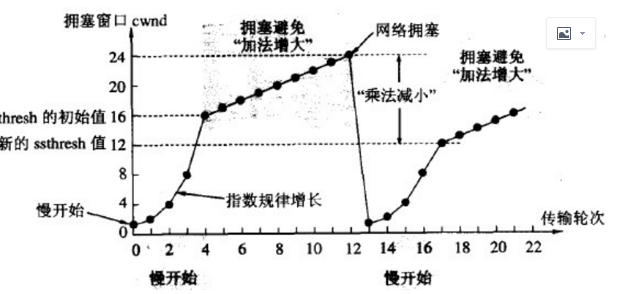 拥塞窗口 cwnd
拥塞避免
“加法增大”
网络拥塞
拥塞避免
“加法增大”
24
20
“乘法减小”
thresh 的初始值 16
新的 ssthresh 值 12
8
指数规律增长
4
慢开始
传输轮次
0
0 2 4 6 8 10 12 14 16 18 20 22
慢开始
慢开始